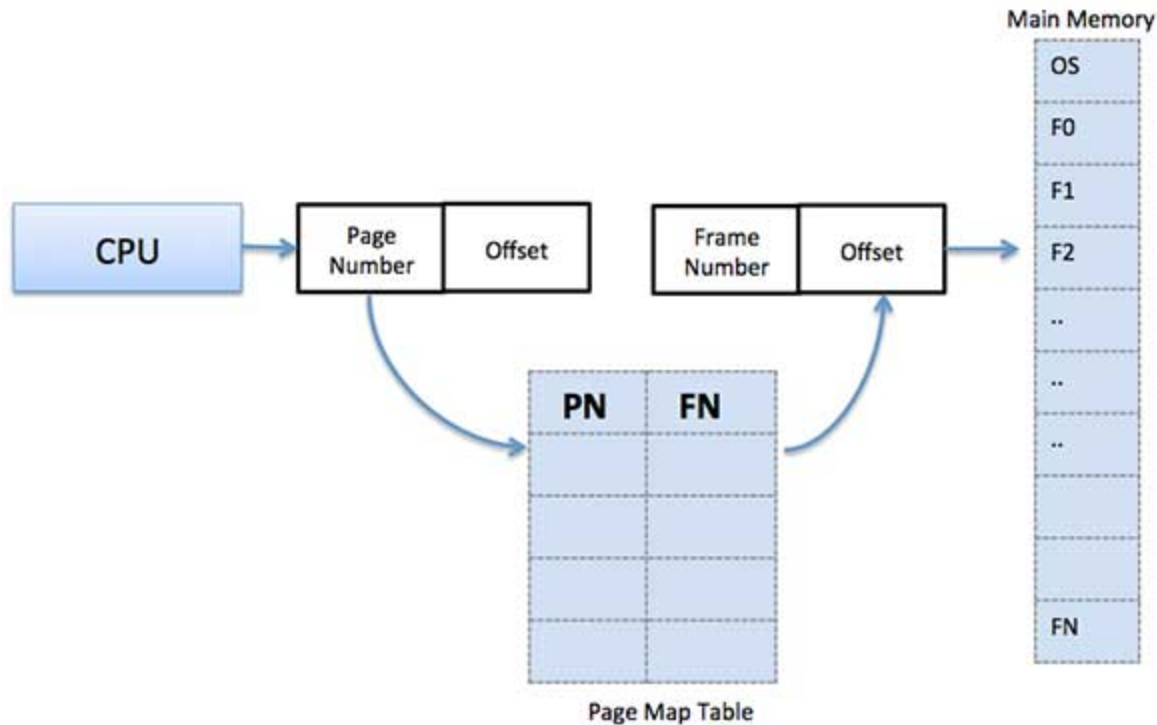 Main Memory
OS
F0
F1
F2
..
..
..
FN
CPU
Page
Number
Offset
Frame
Number
Offset
PN
FN
Page Map Table